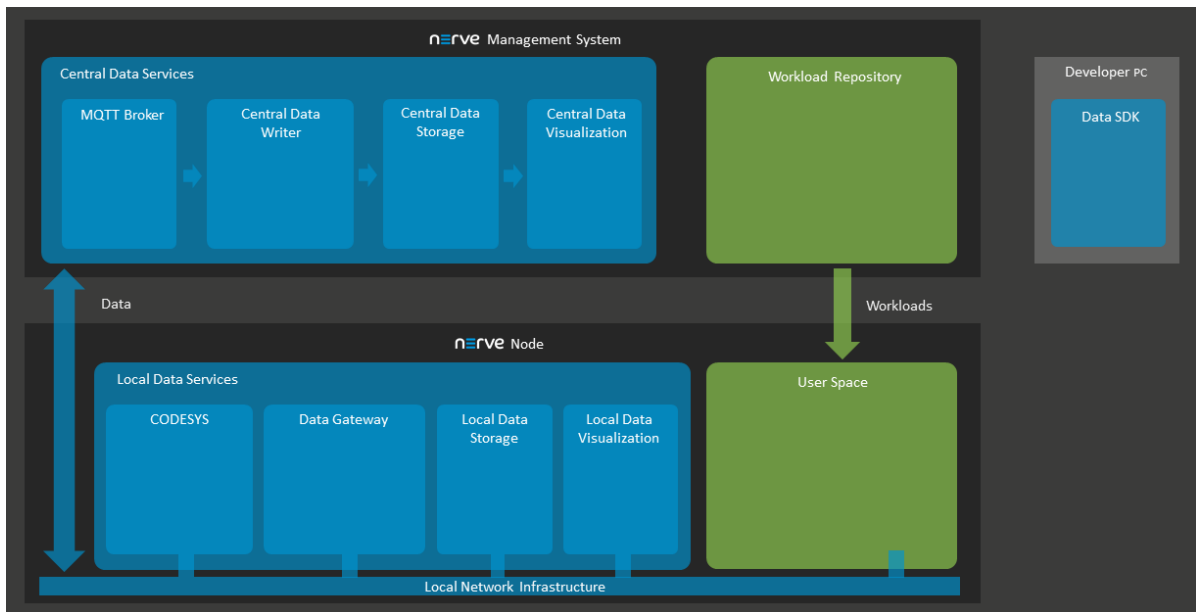 nerve Management System
Central Data Services
MQTT Broker
Central Data
Writer
Central Data
Storage
Central Data
Visualization
Workload Repository
Developer PC
Data SDK
Data
Workloads
nerve Node
Local Data Services
CODESYS
Data Gateway
Local Data
Storage
Local Data
Visualization
User Space
Local Network Infrastructure